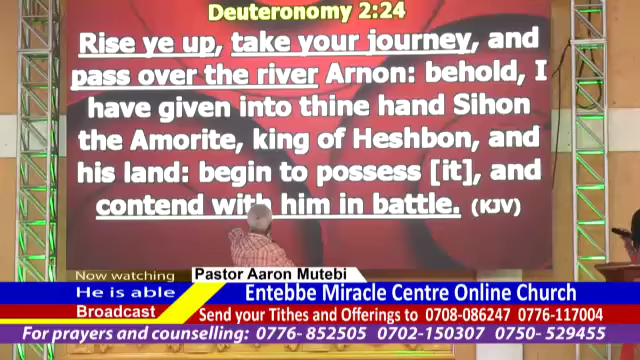 Deuteronomy 2:24
Rise ye up, take your journey, and
pass over the river Arnon: behold, I
have given into thine hand Sihon
the Amorite, king of Heshbon, and
his land: begin to possess [it], and
contend with him in battle. (KJV)
Now watching
Pastor Aaron Mutebi
He is able
Entebbe Miracle Centre Online Church
Broadcast
Send your Tithes and Offerings to 0708-086247 0776-117004
For prayers and counselling: 0776-852505 0702-150307 0750-529455